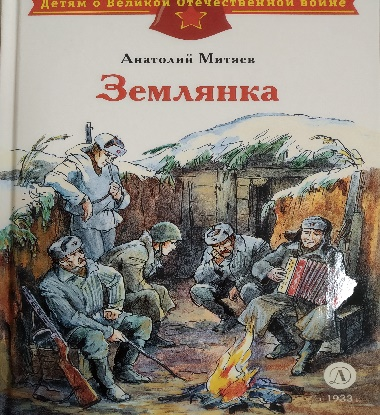 Детям о Великой Отечественной войне
Анатолий Митяев
Землянка
Д
1933